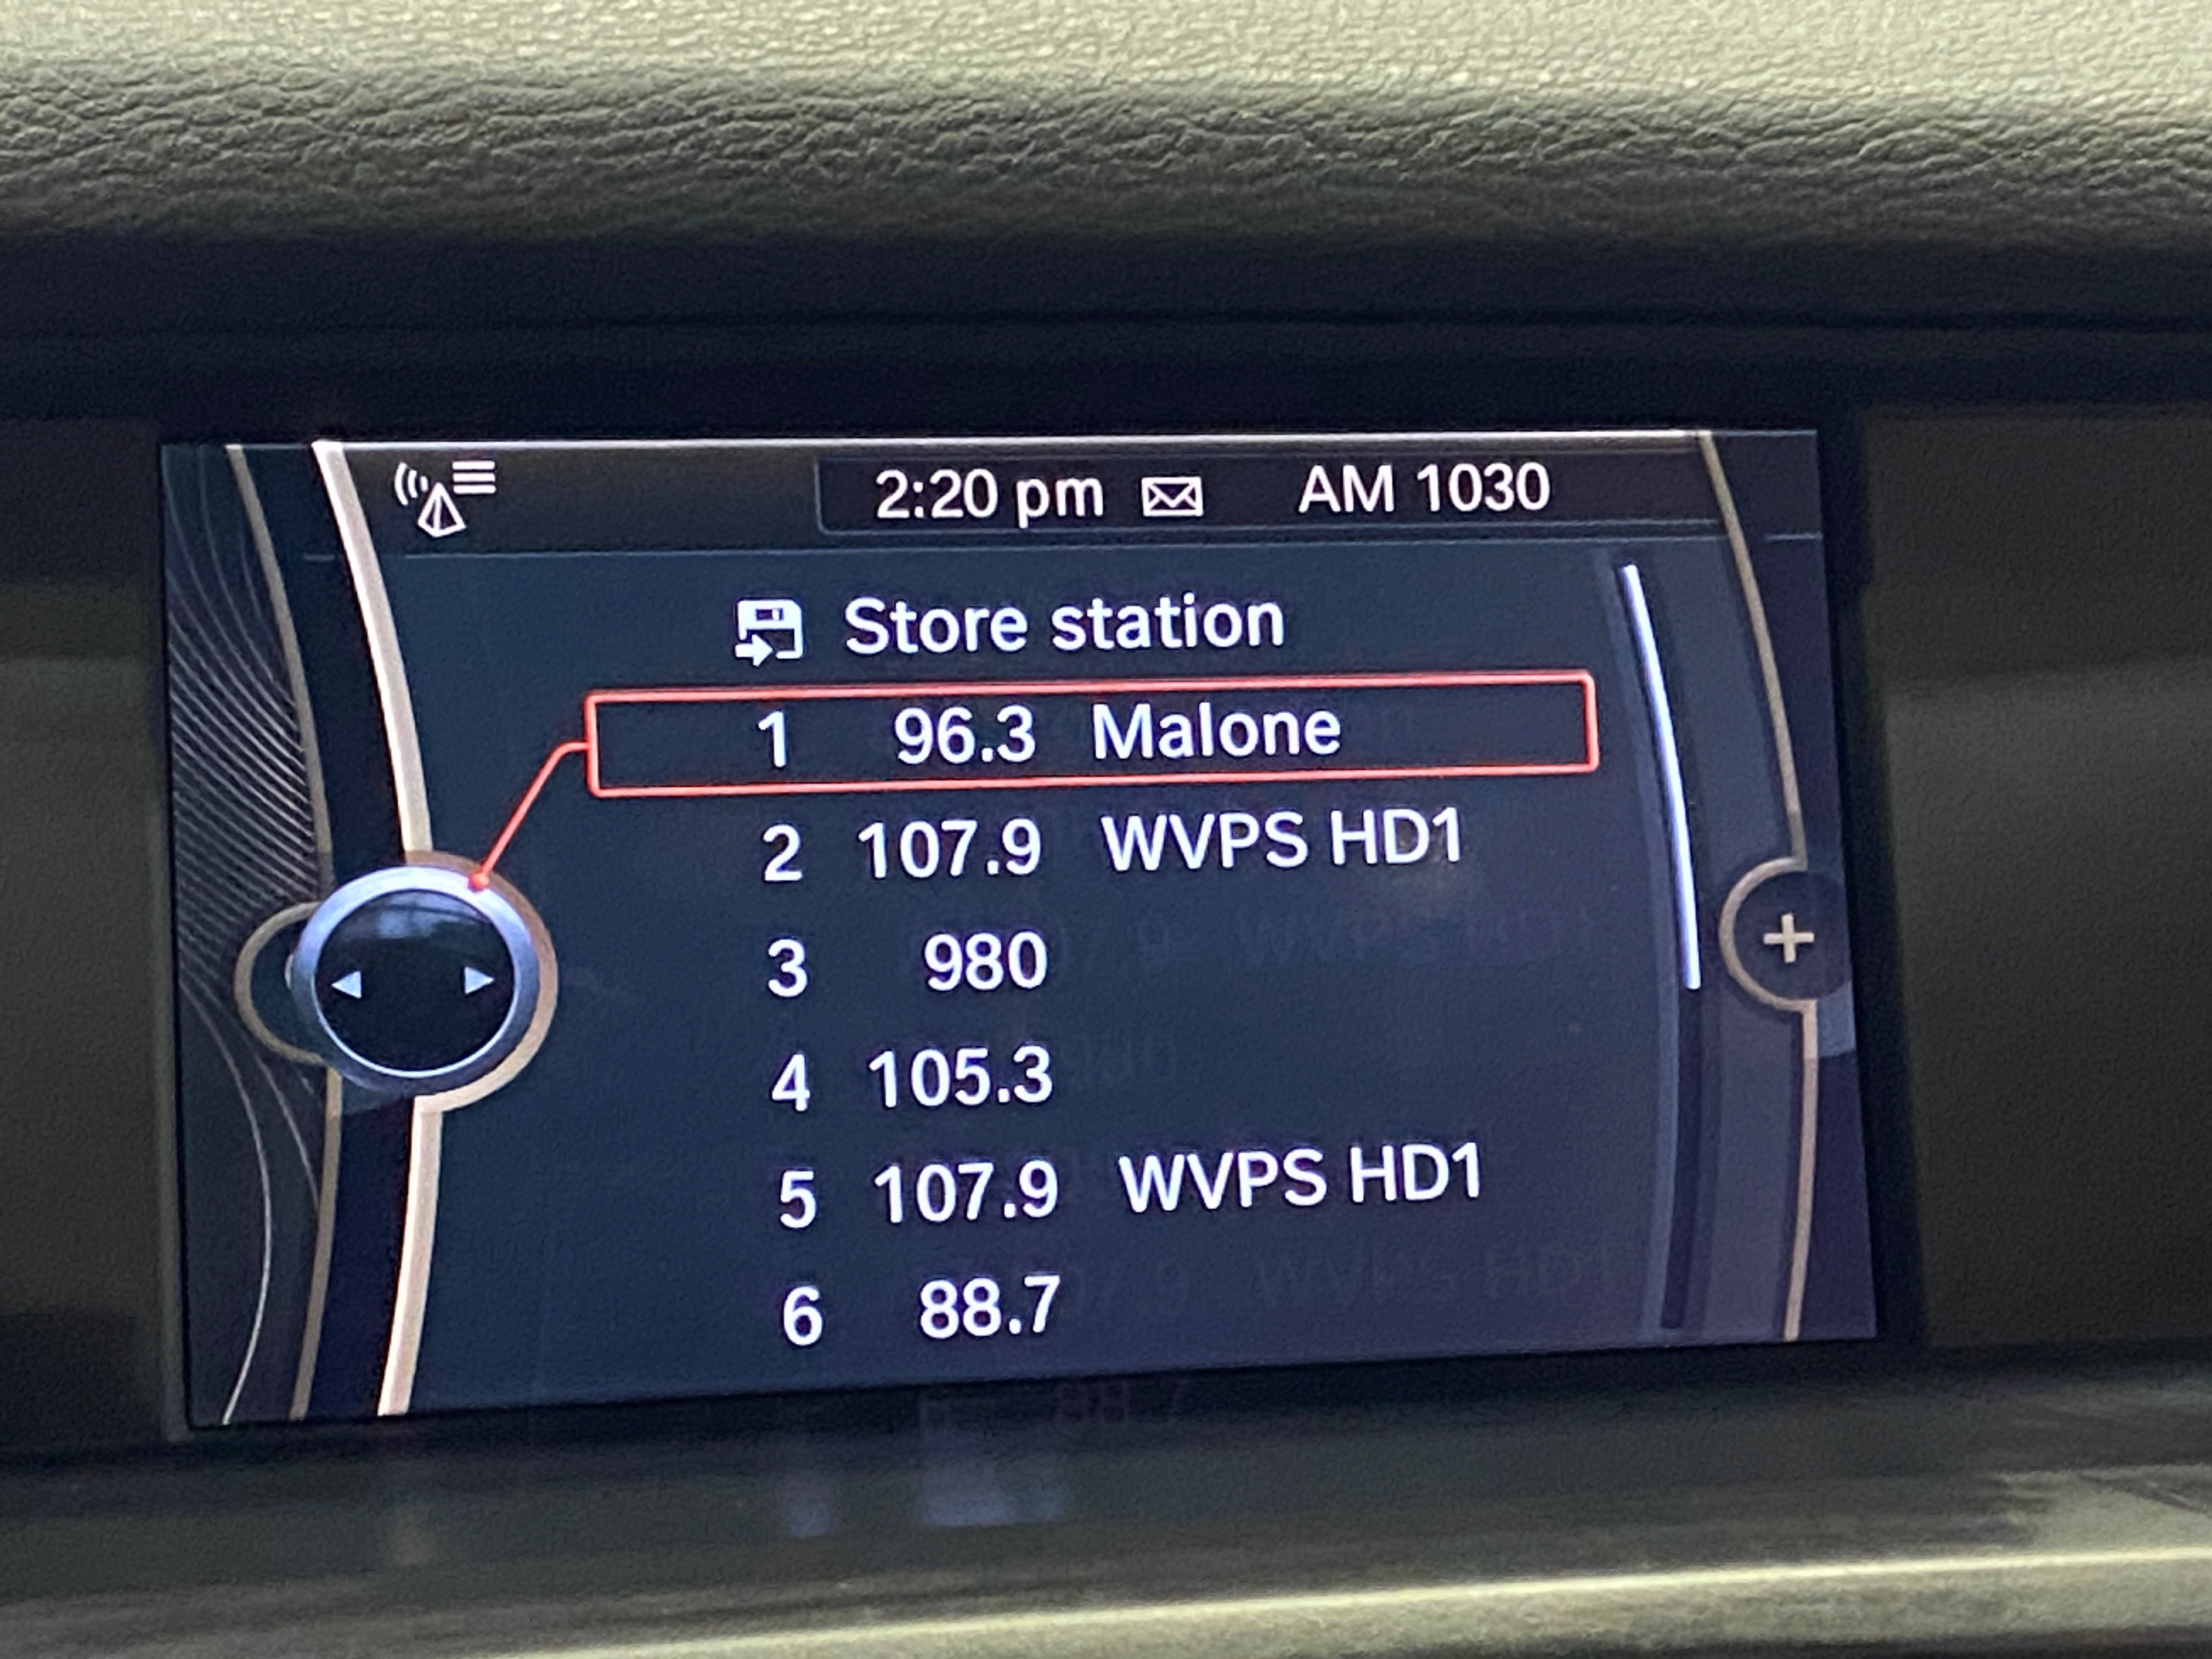 2:20 pm AM 1030
Store station
1 96.3 Malone
2 107.9 WVPS HD1
3 980
4 105.3
5 107.9 WVPS HD1
6 88.7